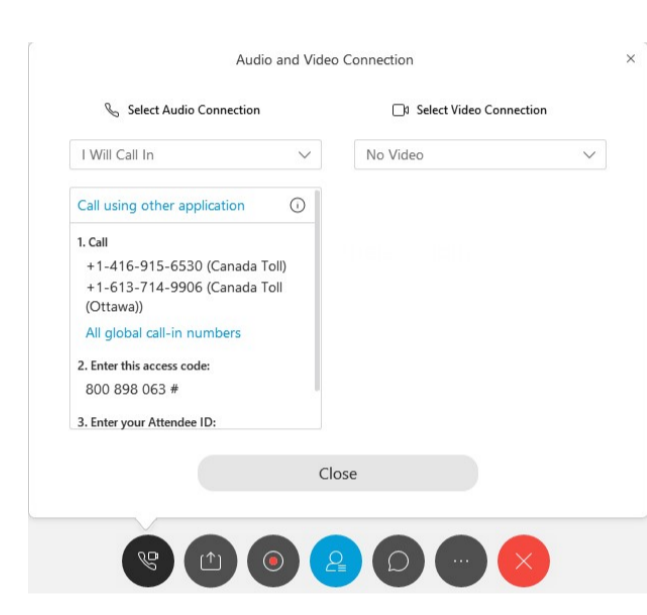 Audio and Video Connection
Select Audio Connection
Select Video Connection
I Will Call In
No Video
Call using other application
1. Call
+1-416-915-6530 (Canada Toll)
+1-613-714-9906 (Canada Toll
(Ottawa))
All global call-in numbers
2. Enter this access code:
800 898 063 #
3. Enter your Attendee ID:
Close